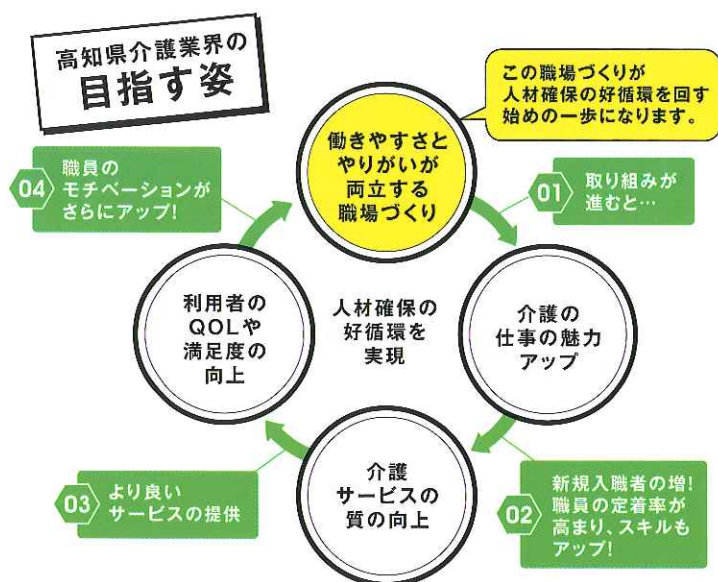 高知県介護業界の
目指す姿
この職場づくりが
人材確保の好循環を回す
始めの一歩になります。
働きやすさと
やりがいが
両立する
職場づくり
01
取り組みが
進むと…
介護の
仕事の魅力
アップ
02
新規入職者の増!
職員の定着率が
高まり、スキルも
アップ!
介護
サービスの
質の向上
03
より良い
サービスの提供
利用者の
QOLや
満足度の
向上
04
職員の
モチベーションが
さらにアップ!
人材確保の
好循環を
実現